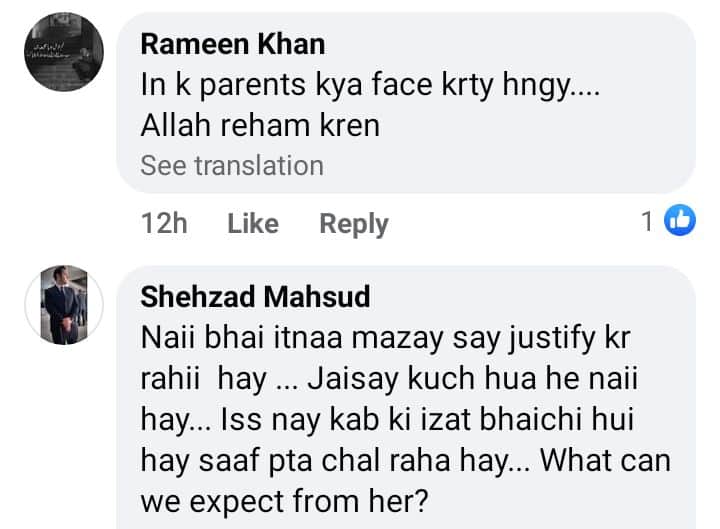 Rameen Khan
In k parents kya face krty hngy....
Allah reham kren
See translation
12h Like Reply 1
Shehzad Mahsud
Naii bhai itnaa mazay say justify kr
rahii hay ... Jaisay kuch hua he naii
hay... Iss nay kab ki izat bhaichi hui
hay saaf pta chal raha hay... What can
we expect from her?